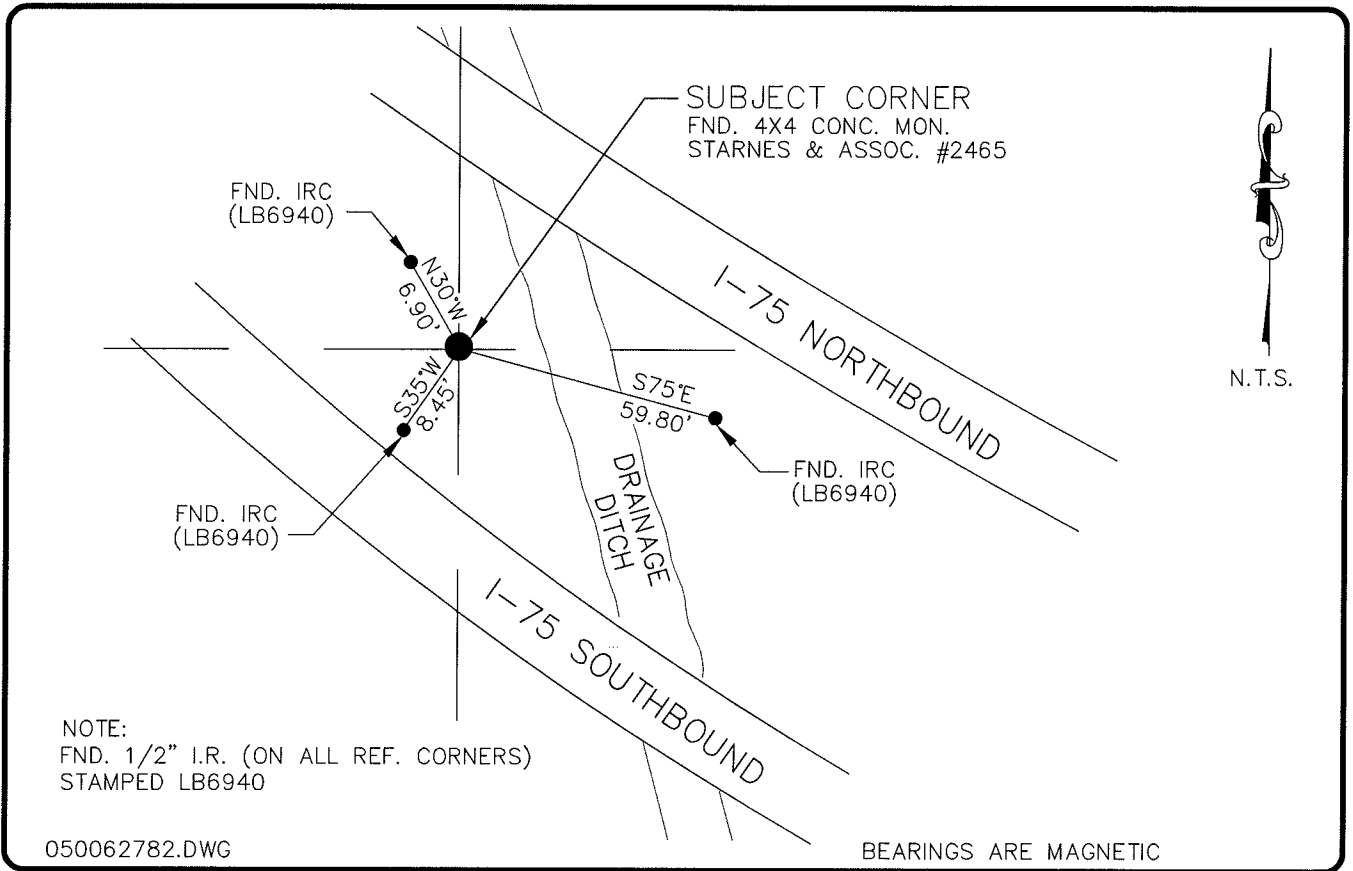 SUBJECT CORNER
FND. 4X4 CONC. MON.
STARNES & ASSOC. #2465
FND. IRC
(LB6940)
N30°W
6.90'
I-75 NORTHBOUND
N.T.S.
S35°W
8.45'
S75°E
59.80'
FND. IRC
(LB6940)
DRAINAGE
DITCH
FND. IRC
(LB6940)
I-75 SOUTHBOUND
NOTE:
FND. 1/2" I.R. (ON ALL REF. CORNERS)
STAMPED LB6940
050062782.DWG
BEARINGS ARE MAGNETIC